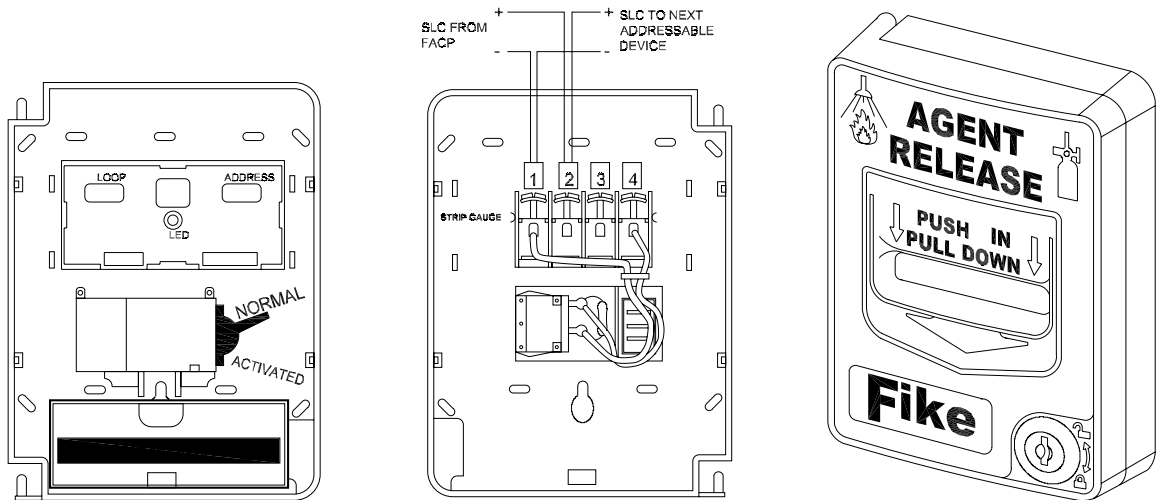 LOOP
ADDRESS
LED
NORMAL
ACTIVATED
SLC FROM
FACP
+
-
+
-
SLC TO NEXT
ADDRESSABLE
DEVICE
1 2 3 4
STRIP GAUGE
AGENT
RELEASE
PUSH IN
PULL DOWN
Fike